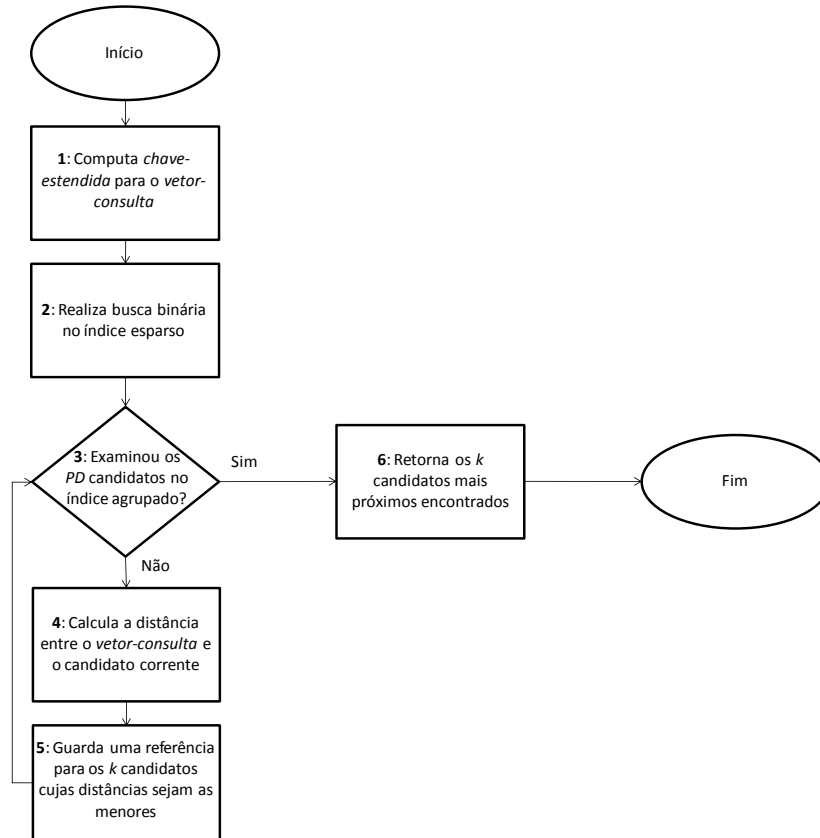 Início
1: Computa chave-
estendida para o vetor-
consulta
2: Realiza busca binária
no índice esparso
3: Examinou os
PD candidatos no
índice agrupado?
Sim
6: Retorna os k
candidatos mais
próximos encontrados
Fim
Não
4: Calcula a distância
entre o vetor-consulta e
o candidato corrente
5: Guarda uma referência
para os k candidatos
cujas distâncias sejam as
menores